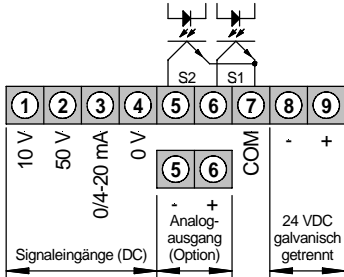 S2 S1
1 2 3 4 5 6 7 8 9
10 V
50 V
0/4-20 mA
0 V
5 6
COM
- +
- +
Analog-
ausgang
(Option)
24 VDC
galvanisch
getrennt
Signaleingänge (DC)